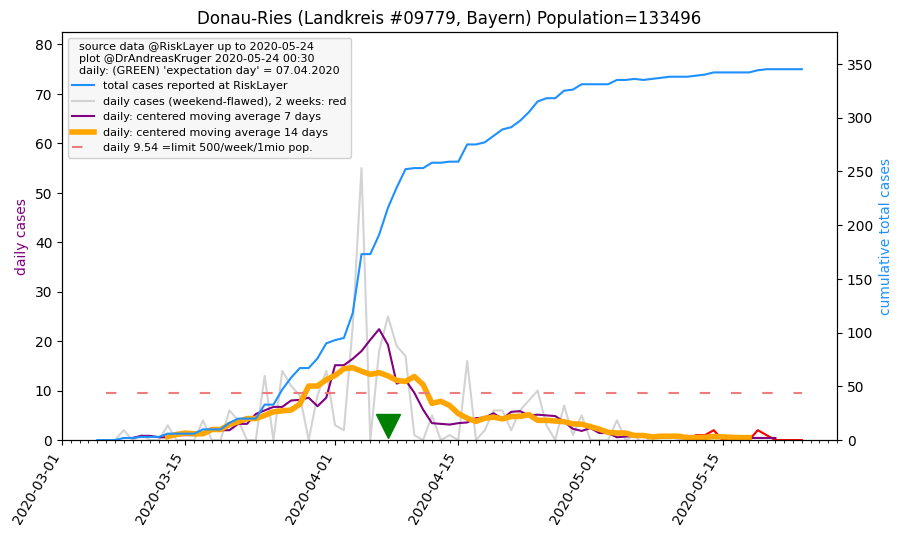 Donau-Ries (Landkreis #09779, Bayern) Population=133496
source data @RiskLayer up to 2020-05-24
plot @DrAndreasKruger 2020-05-24 00:30
daily: (GREEN) 'expectation day' = 07.04.2020
total cases reported at RiskLayer
daily cases (weekend-flawed), 2 weeks: red
daily: centered moving average 7 days
daily: centered moving average 14 days
daily 9.54 =limit 500/week/1mio pop.
daily cases
80
70
60
50
40
30
20
10
0
cumulative total cases
350
300
250
200
150
100
50
0
2020-03-01
2020-03-15
2020-04-01
2020-04-15
2020-05-01
2020-05-15